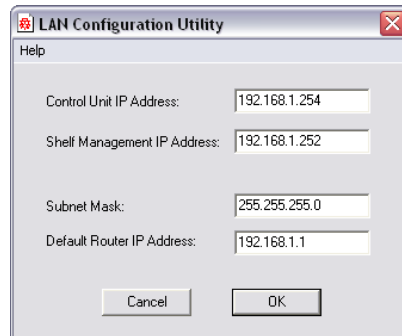 LAN Configuration Utility
Help
Control Unit IP Address: 192.168.1.254
Shelf Management IP Address: 192.168.1.252
Subnet Mask: 255.255.255.0
Default Router IP Address: 192.168.1.1
Cancel OK